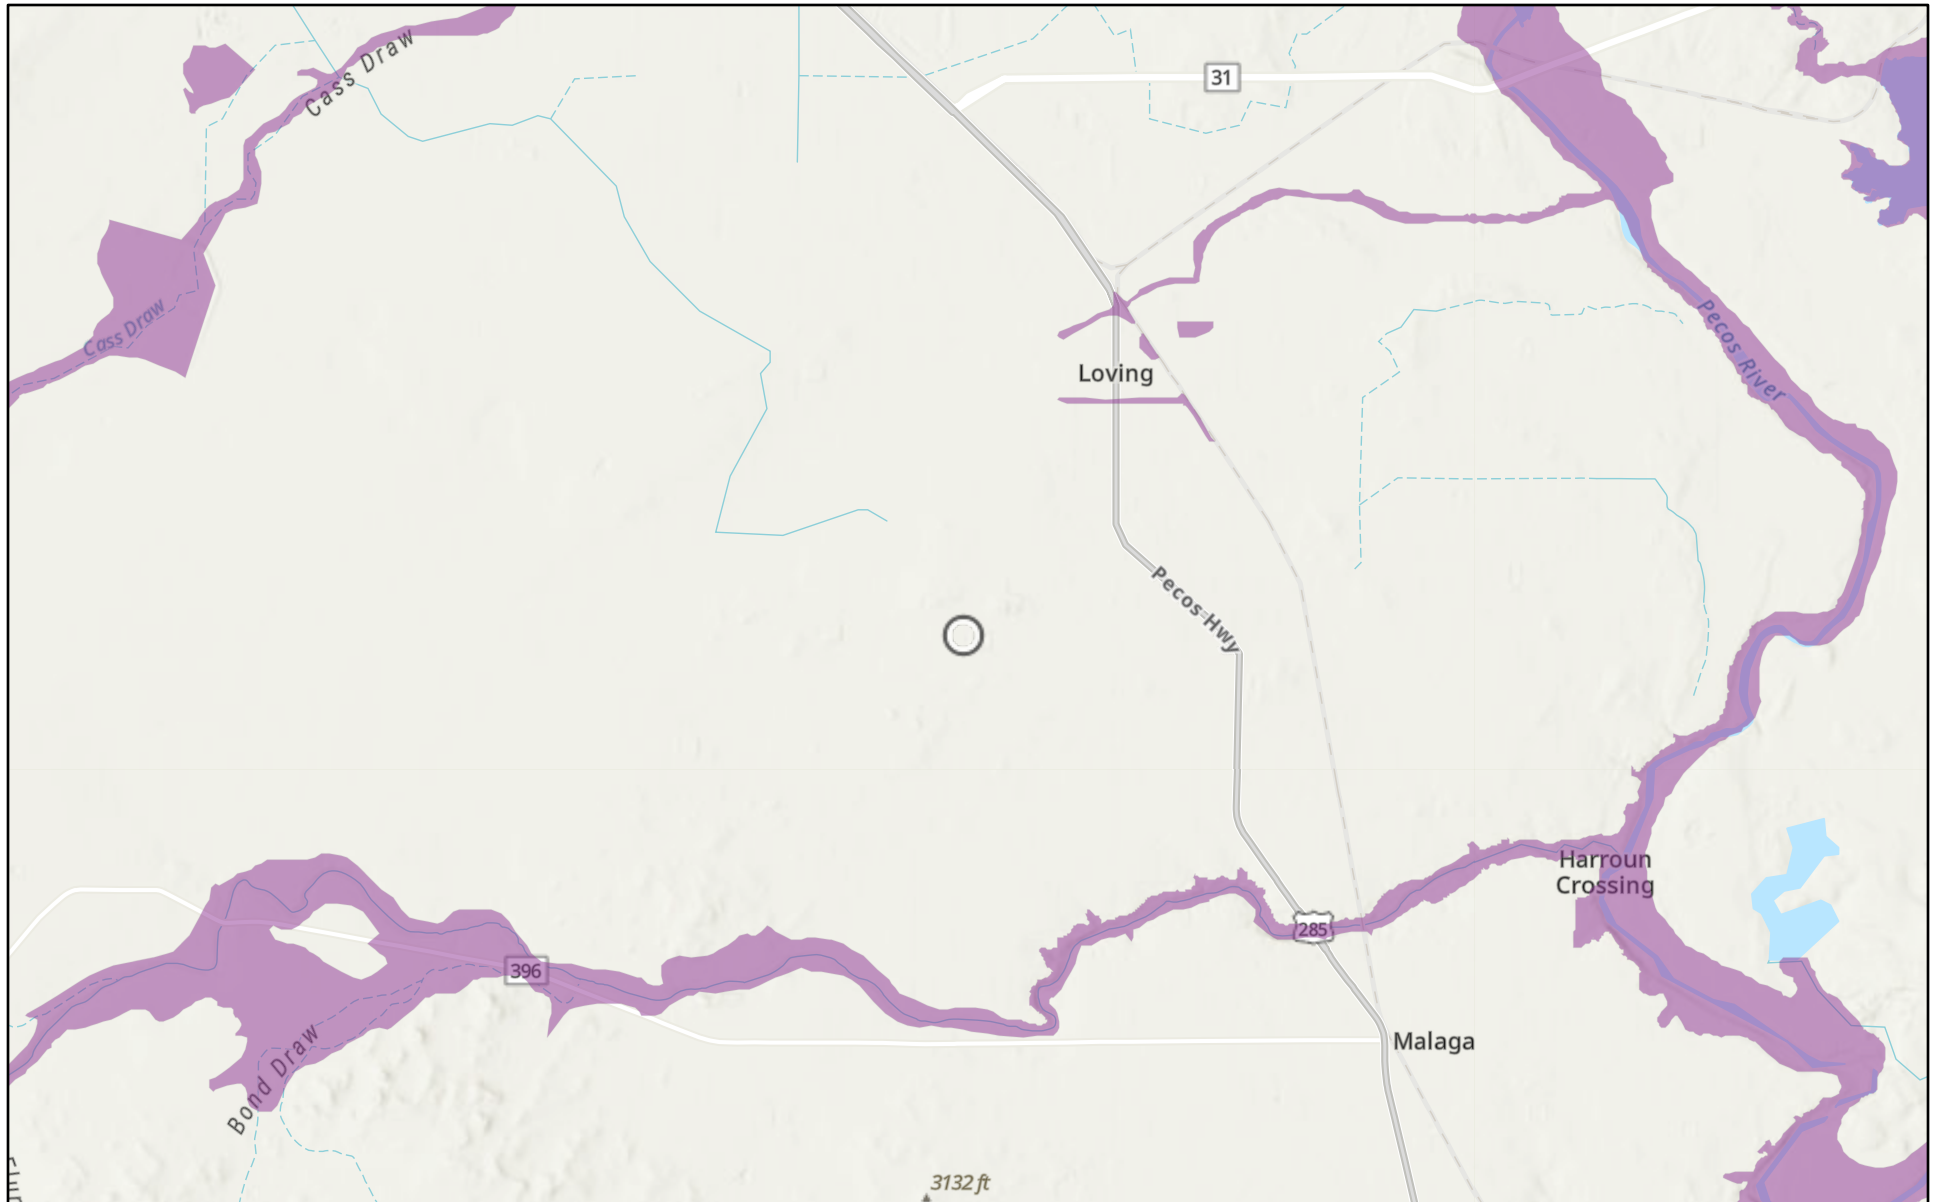 Cass Draw
31
Cass Draw
Pecos River
Loving
Pecos Hwy
Harroun
Crossing
285
396
Malaga
Bond Draw
3132 ft